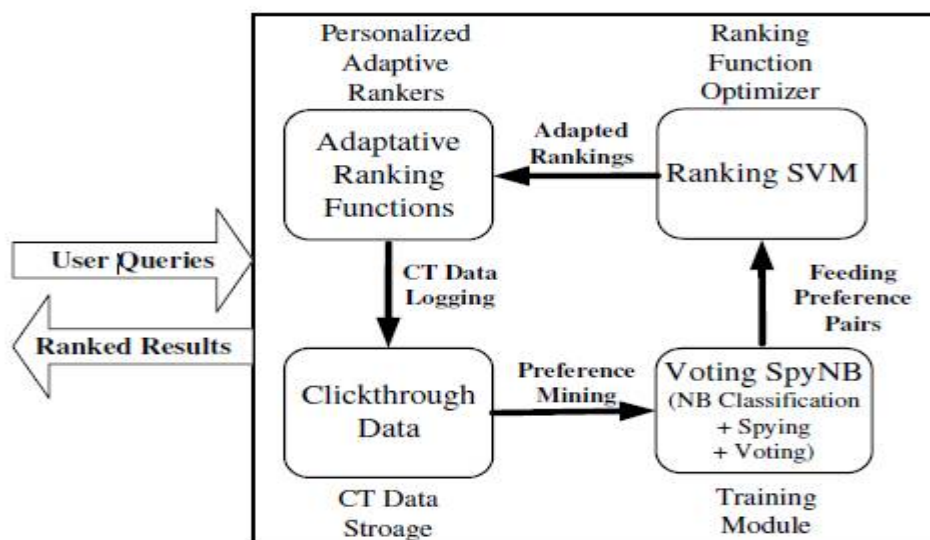 Personalized
Adaptive
Rankers
Ranking
Function
Optimizer
Adaptative
Ranking
Functions
Adapted
Rankings
Ranking SVM
User Queries
CT Data
Logging
Feeding
Preference
Pairs
Ranked Results
Clickthrough
Data
Preference
Mining
Voting SpyNB
(NB Classification
+ Spying
+ Voting)
CT Data
Stroage
Training
Module